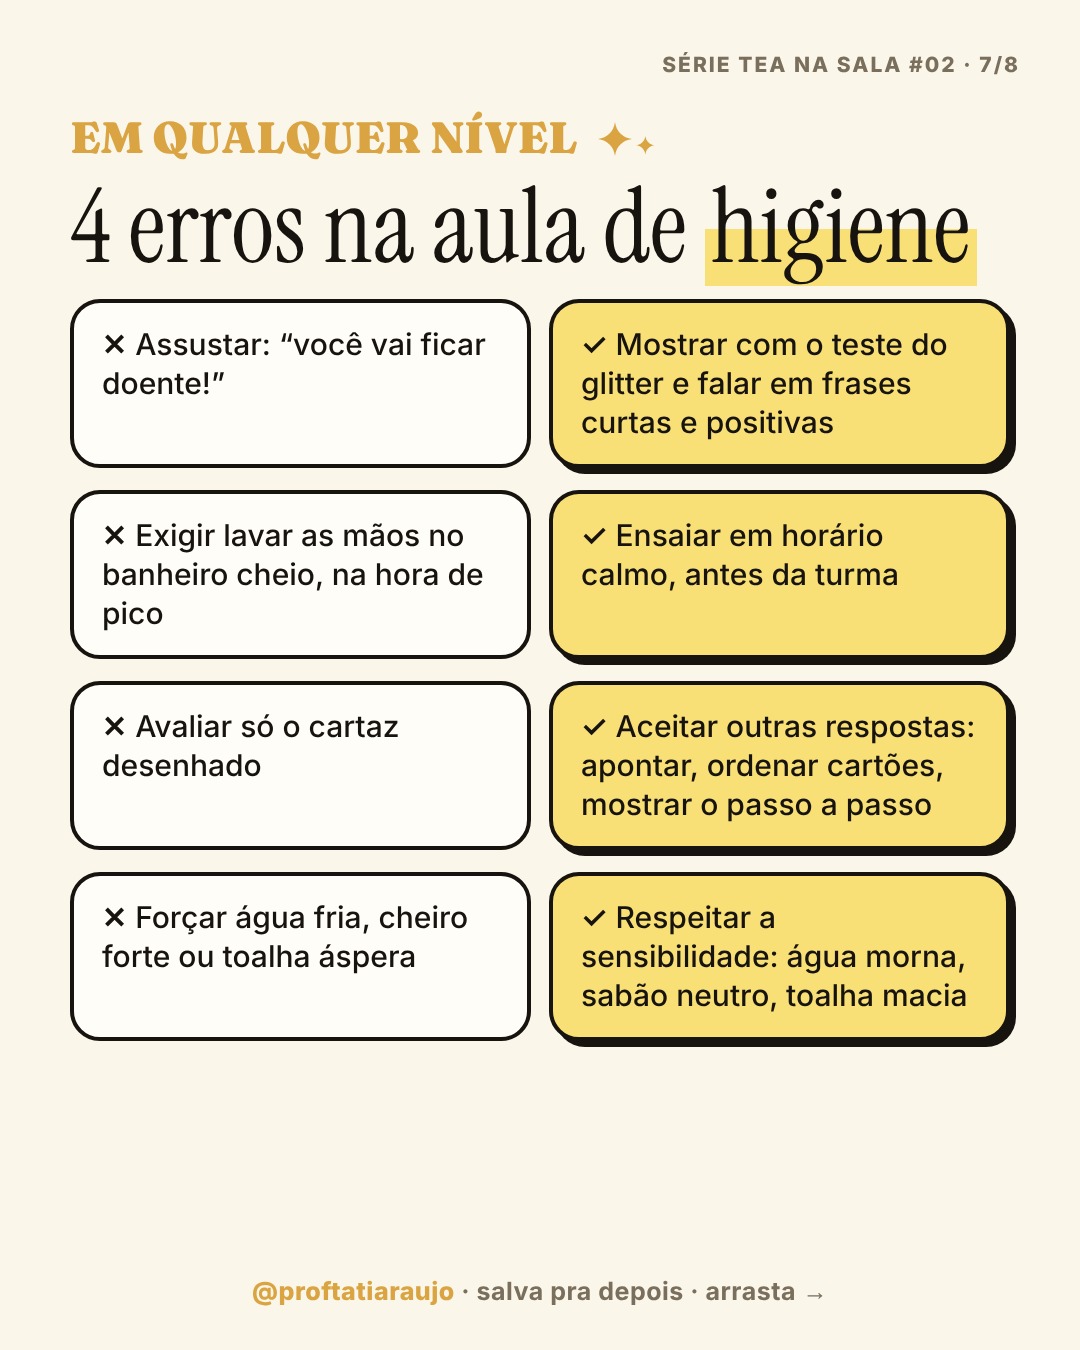 SÉRIE TEA NA SALA #02 · 7/8
EM QUALQUER NÍVEL
4 erros na aula de higiene
✕ Assustar: “você vai ficar
doente!”
✓ Mostrar com o teste do
glitter e falar em frases
curtas e positivas
✕ Exigir lavar as mãos no
banheiro cheio, na hora de
pico
✓ Ensaiar em horário
calmo, antes da turma
✕ Avaliar só o cartaz
desenhado
✓ Aceitar outras respostas:
apontar, ordenar cartões,
mostrar o passo a passo
✕ Forçar água fria, cheiro
forte ou toalha áspera
✓ Respeitar a
sensibilidade: água morna,
sabão neutro, toalha macia
@proftatiaraujo · salva pra depois · arrasta →